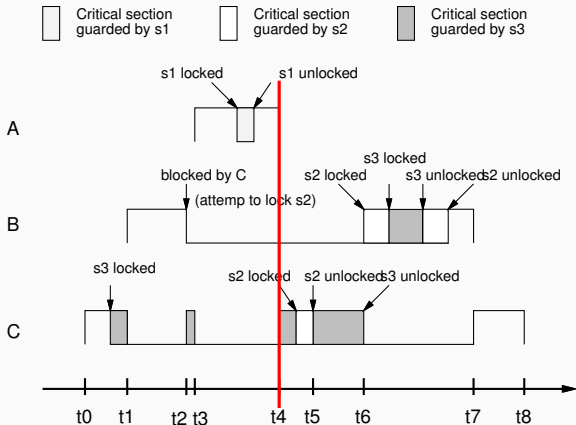 Critical section
guarded by s1
Critical section
guarded by s2
Critical section
guarded by s3
s1 locked
s1 unlocked
A
s3 locked
blocked by C
s2 locked
s3 unlocked
s2 unlocked
(attemp to lock s2)
B
s3 locked
s2 locked
s2 unlocked
s3 unlocked
C
t0 t1 t2 t3 t4 t5 t6 t7 t8